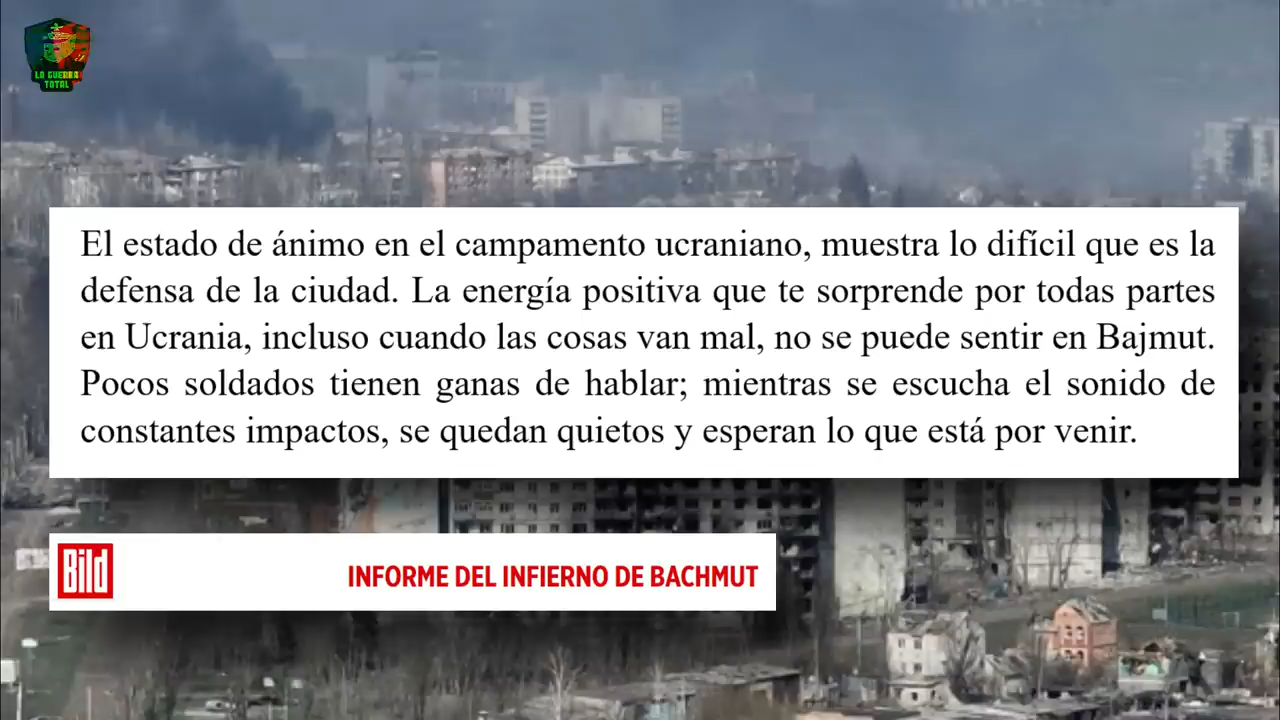 LA GUERRA
TOTAL
El estado de ánimo en el campamento ucraniano, muestra lo difícil que es la
defensa de la ciudad. La energía positiva que te sorprende por todas partes
en Ucrania, incluso cuando las cosas van mal, no se puede sentir en Bajmut.
Pocos soldados tienen ganas de hablar; mientras se escucha el sonido de
constantes impactos, se quedan quietos y esperan lo que está por venir.
Bild
INFORME DEL INFIERNO DE BACHMUT